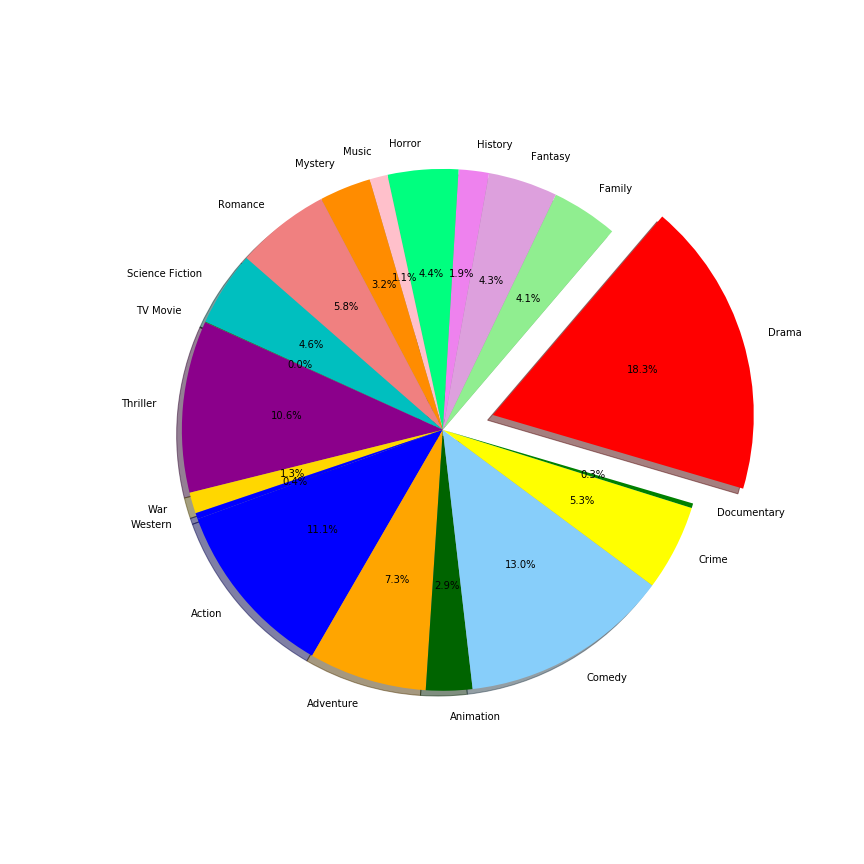 Horror
History
Music
Fantasy
Mystery
Family
Romance
Science Fiction
TV Movie
Drama
Thriller
War
Western
Documentary
Crime
Action
Comedy
Adventure
Animation
1.1%
4.4%
1.9%
3.2%
4.3%
4.1%
5.8%
4.6%
0.0%
18.3%
10.6%
1.3%
0.4%
0.3%
5.3%
11.1%
13.0%
7.3%
2.9%